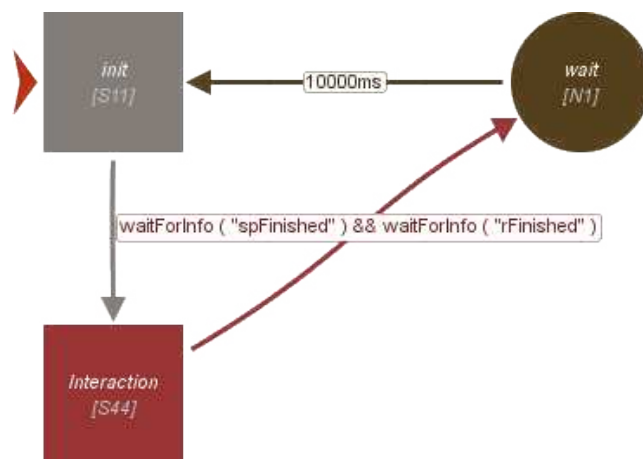 init
[S11]
10000ms
wait
[N1]
waitForInfo ( "spFinished" ) && waitForInfo ( "rFinished" )
Interaction
[S44]